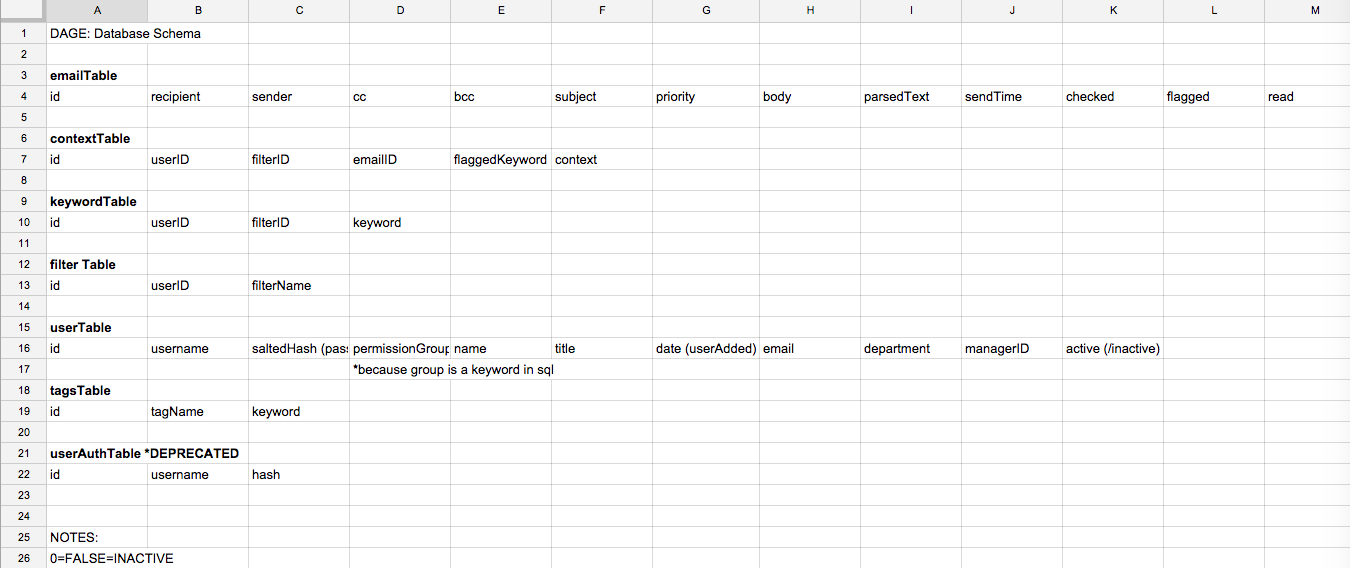 A B C D E F G H I J K L M
1 DAGE: Database Schema
2
3 emailTable
4 id recipient sender cc bcc subject priority body parsedText sendTime checked flagged read
5
6 contextTable
7 id userID filterID emailID flaggedKeyword context
8
9 keywordTable
10 id userID filterID keyword
11
12 filter Table
13 id userID filterName
14
15 userTable
16 id username saltedHash (pas permissionGroup name title date (userAdded) email department managerID active (/inactive)
17 *because group is a keyword in sql
18 tagsTable
19 id tagName keyword
20
21 userAuthTable *DEPRECATED
22 id username hash
23
24
25 NOTES:
26 0=FALSE=INACTIVE